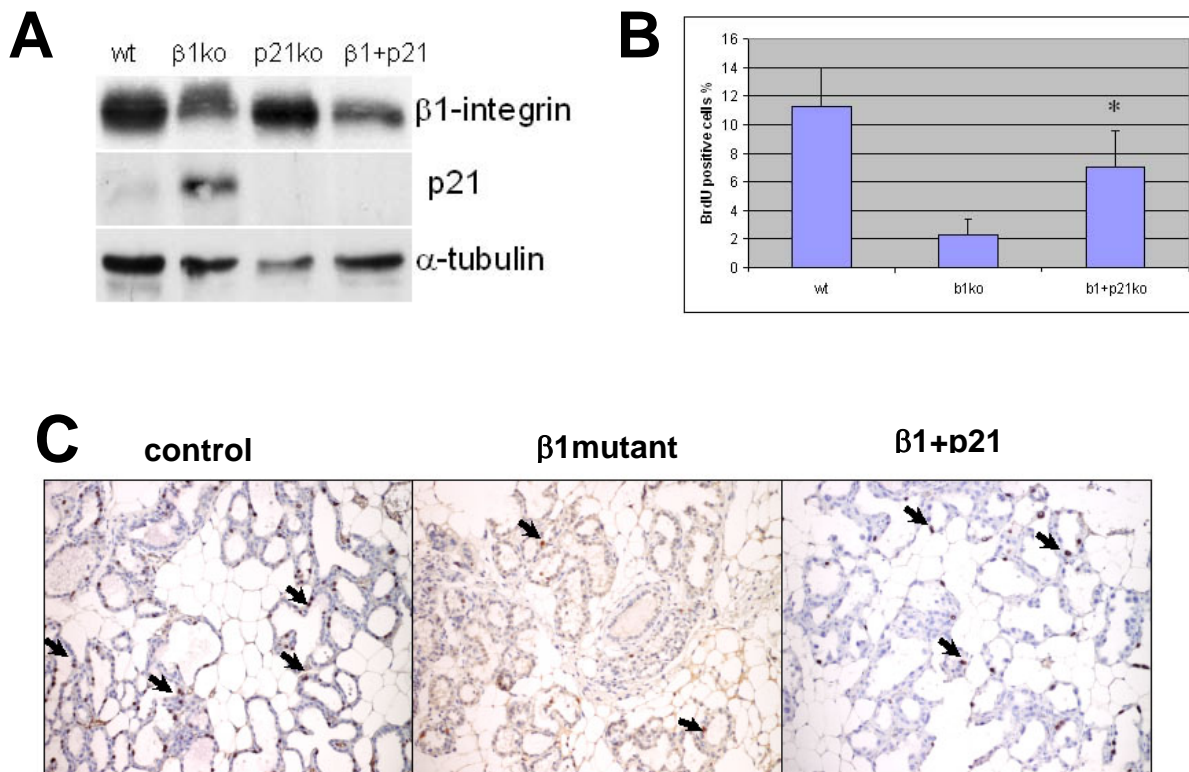 A
wt β1ko p21ko β1+p21
β1-integrin
p21
α-tubulin
B
16
14
12
10
8
6
4
2
0
BrdU positive cells %
*
wt b1ko b1+p21ko
C
control β1mutant β1+p21